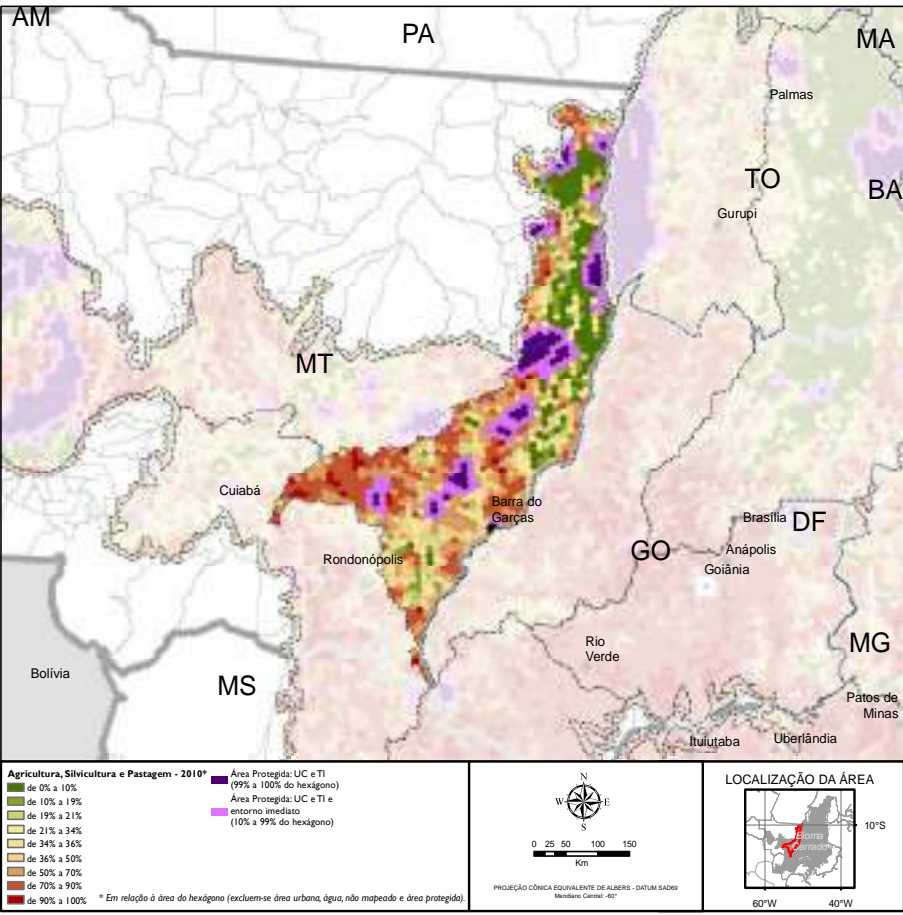 AM
PA
MA
Palmas
TO
BA
Gurupi
MT
Cuiabá
Barra do
Garças
Brasília
DF
Rondonópolis
GO
Anápolis
Goiânia
Rio
Verde
MG
Bolívia
MS
Patos de
Minas
Ituiutaba
Uberlândia
Agricultura, Silvicultura e Pastagem - 2010*
de 0% a 10%
de 10% a 19%
de 19% a 21%
de 21% a 34%
de 34% a 36%
de 36% a 50%
de 50% a 70%
de 70% a 90%
de 90% a 100%
Área Protegida: UC e TI
(99% a 100% do hexágono)
Área Protegida: UC e TI e
entorno imediato
(10% a 99% do hexágono)
* Em relação à área do hexágono (excluem-se área urbana, água, não mapeado e área protegida).
N
W E
S
0 25 50 100 150
Km
PROJEÇÃO CÔNICA EQUIVALENTE DE ALBERS - DATUM SAD69
Meridiano Central: -60°
LOCALIZAÇÃO DA ÁREA
Bioma
Cerrado
10°S
60°W 40°W